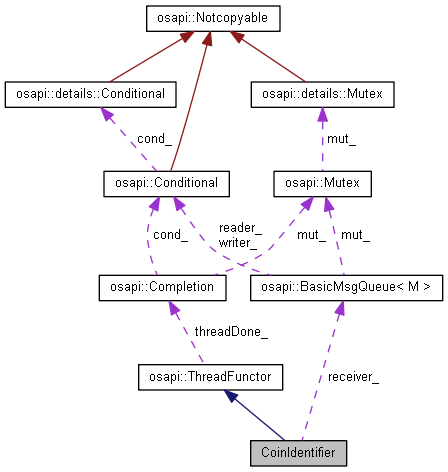 osapi::Notcopyable
osapi::details::Conditional
osapi::details::Mutex
cond_
mut_
osapi::Conditional
osapi::Mutex
cond_
reader_
writer_
mut_
mut_
osapi::Completion
osapi::BasicMsgQueue< M >
threadDone_
osapi::ThreadFunctor
receiver_
CoinIdentifier